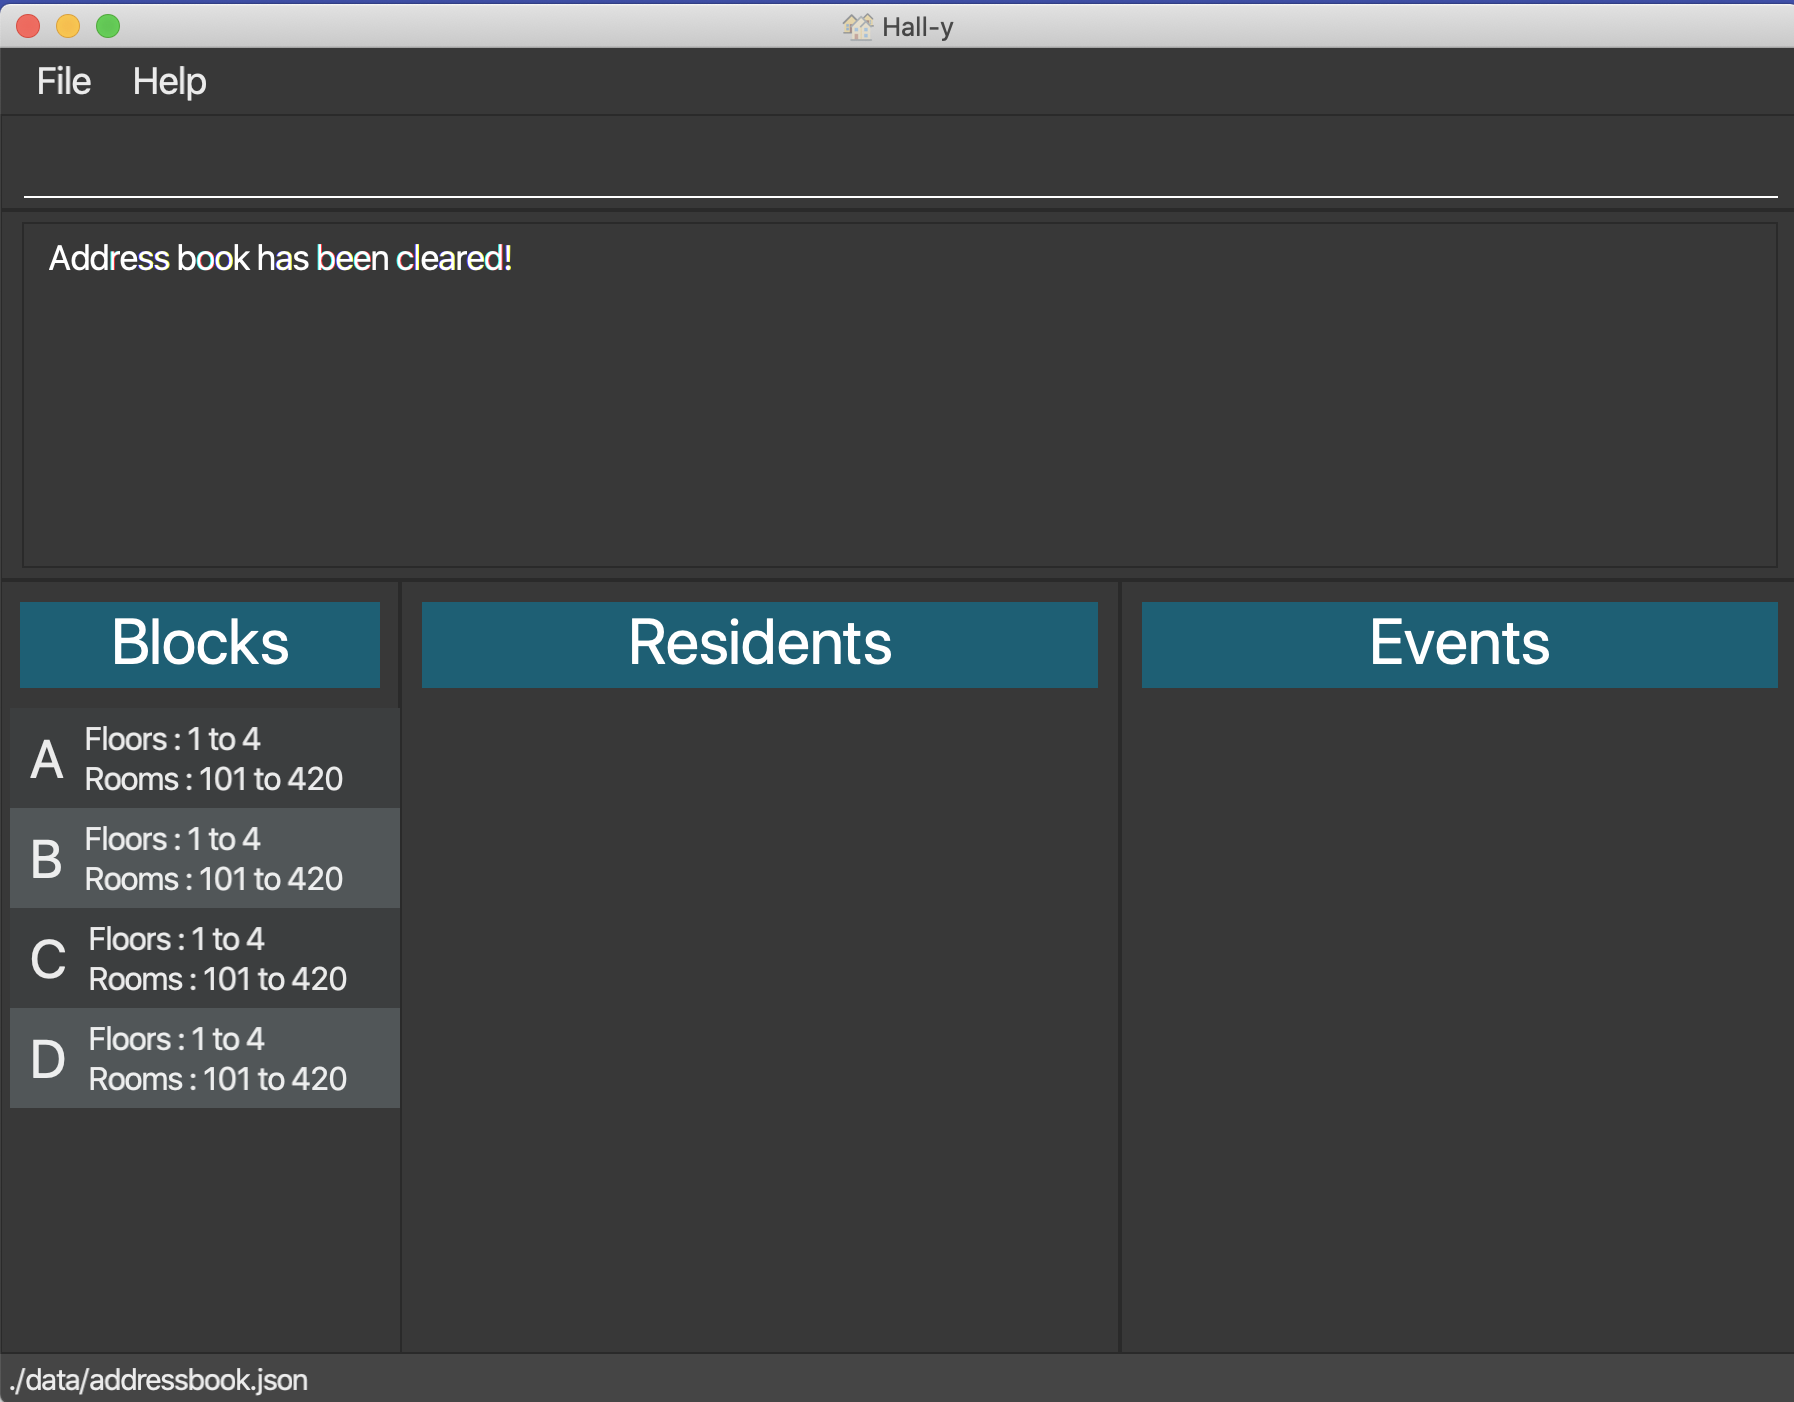 Hall-y
File Help
Address book has been cleared!
Blocks
A
Floors : 1 to 4
Rooms : 101 to 420
B
Floors : 1 to 4
Rooms : 101 to 420
C
Floors : 1 to 4
Rooms : 101 to 420
D
Floors : 1 to 4
Rooms : 101 to 420
Residents
Events
./data/addressbook.json